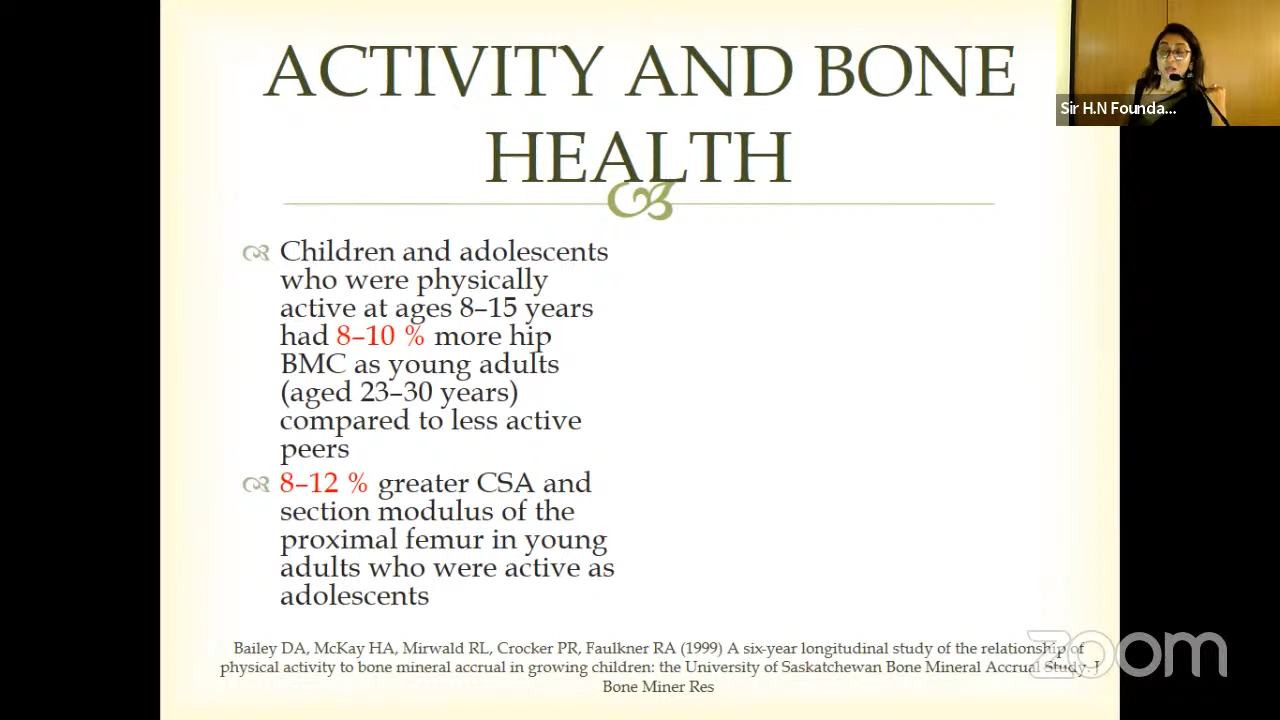 ACTIVITY AND BONE
HEALTH
Sir H.N Founda...
Children and adolescents
who were physically
active at ages 8–15 years
had 8–10 % more hip
BMC as young adults
(aged 23–30 years)
compared to less active
peers
8–12 % greater CSA and
section modulus of the
proximal femur in young
adults who were active as
adolescents
Bailey DA, McKay HA, Mirwald RL, Crocker PR, Faulkner RA (1999) A six-year longitudinal study of the relationship of
physical activity to bone mineral accrual in growing children: the University of Saskatchewan Bone Mineral Accrual Study. J
Bone Miner Res
zoom